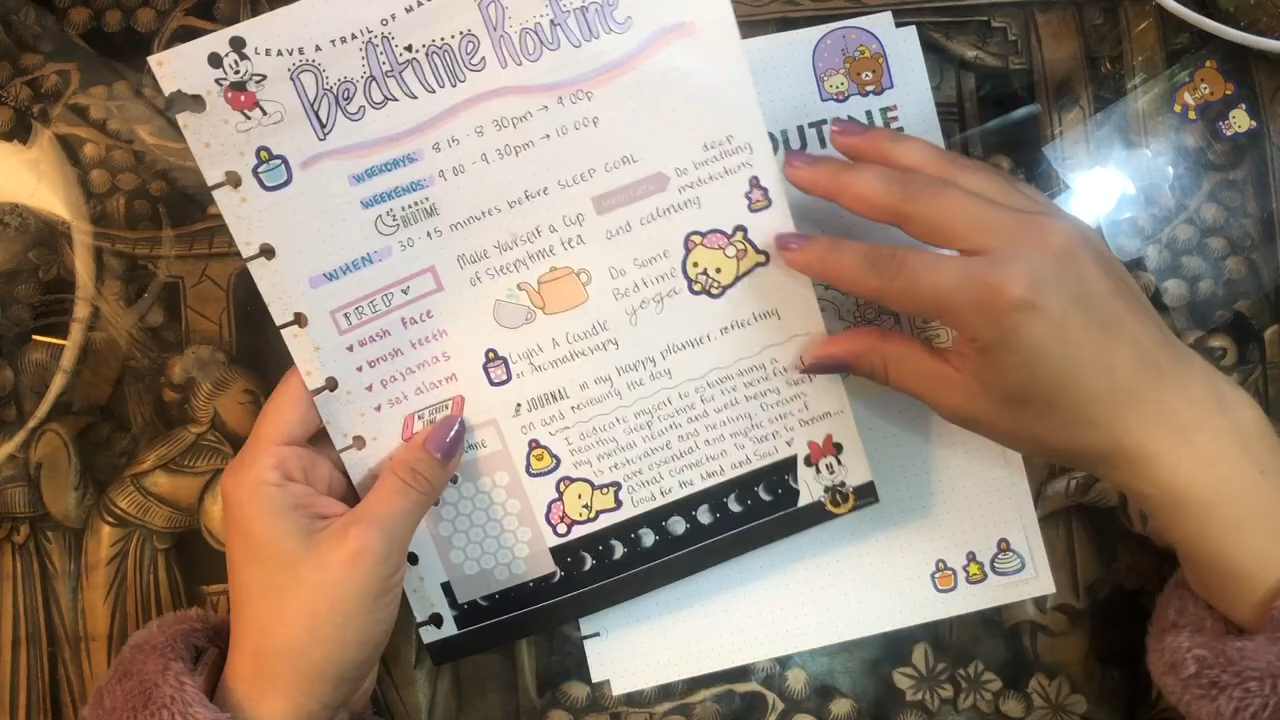 LEAVE A TRAIL OF
Bedtime Routine
WEEKDAYS: 8:15 - 8:30pm → 9:00p
WEEKENDS: 9:00 - 9:30pm → 10:00p
EARLY
BEDTIME
WHEN: 30-45 minutes before SLEEP GOAL
PREP ♥
♥ wash face
♥ brush teeth
♥ pajamas
♥ set alarm
NO SCREEN
TIME
Make Yourself a Cup
of Sleepytime tea
MEDITATE
Do deep
breathing
meditations
and calming
Do Some
Bedtime
yoga
Light A Candle
or Aromatherapy
JOURNAL in my happy planner, reflecting
on and reviewing the day
I dedicate myself to establishing a
healthy sleep routine for the benefit of
my mental health and well being. Sleep
is restorative and healing. Dreams
are essential and mystic sites of
astral connection. To Sleep, To Dream...
Good for the Mind and Soul ♥
OUTINE